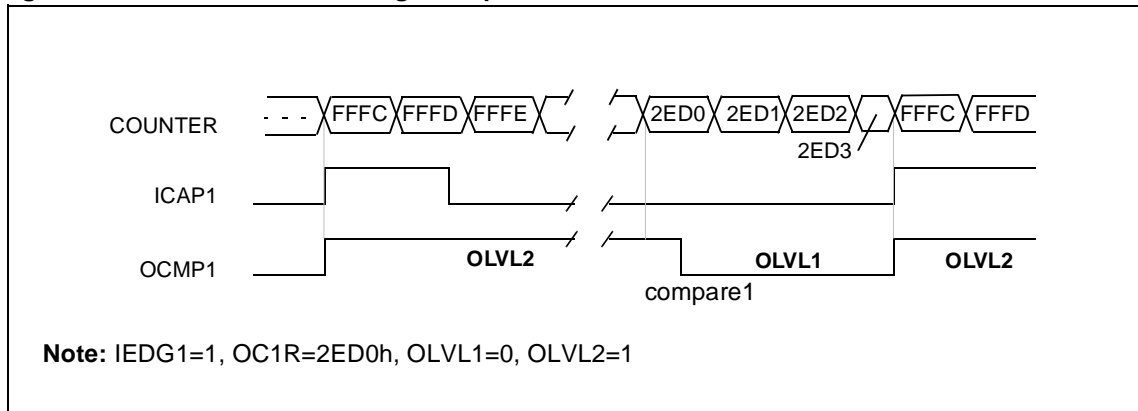 COUNTER - - - FFFC FFFD FFFE 2ED0 2ED1 2ED2 FFFC FFFD
2ED3
ICAP1
OCMP1 OLVL2 OLVL1 OLVL2
compare1
Note: IEDG1=1, OC1R=2ED0h, OLVL1=0, OLVL2=1